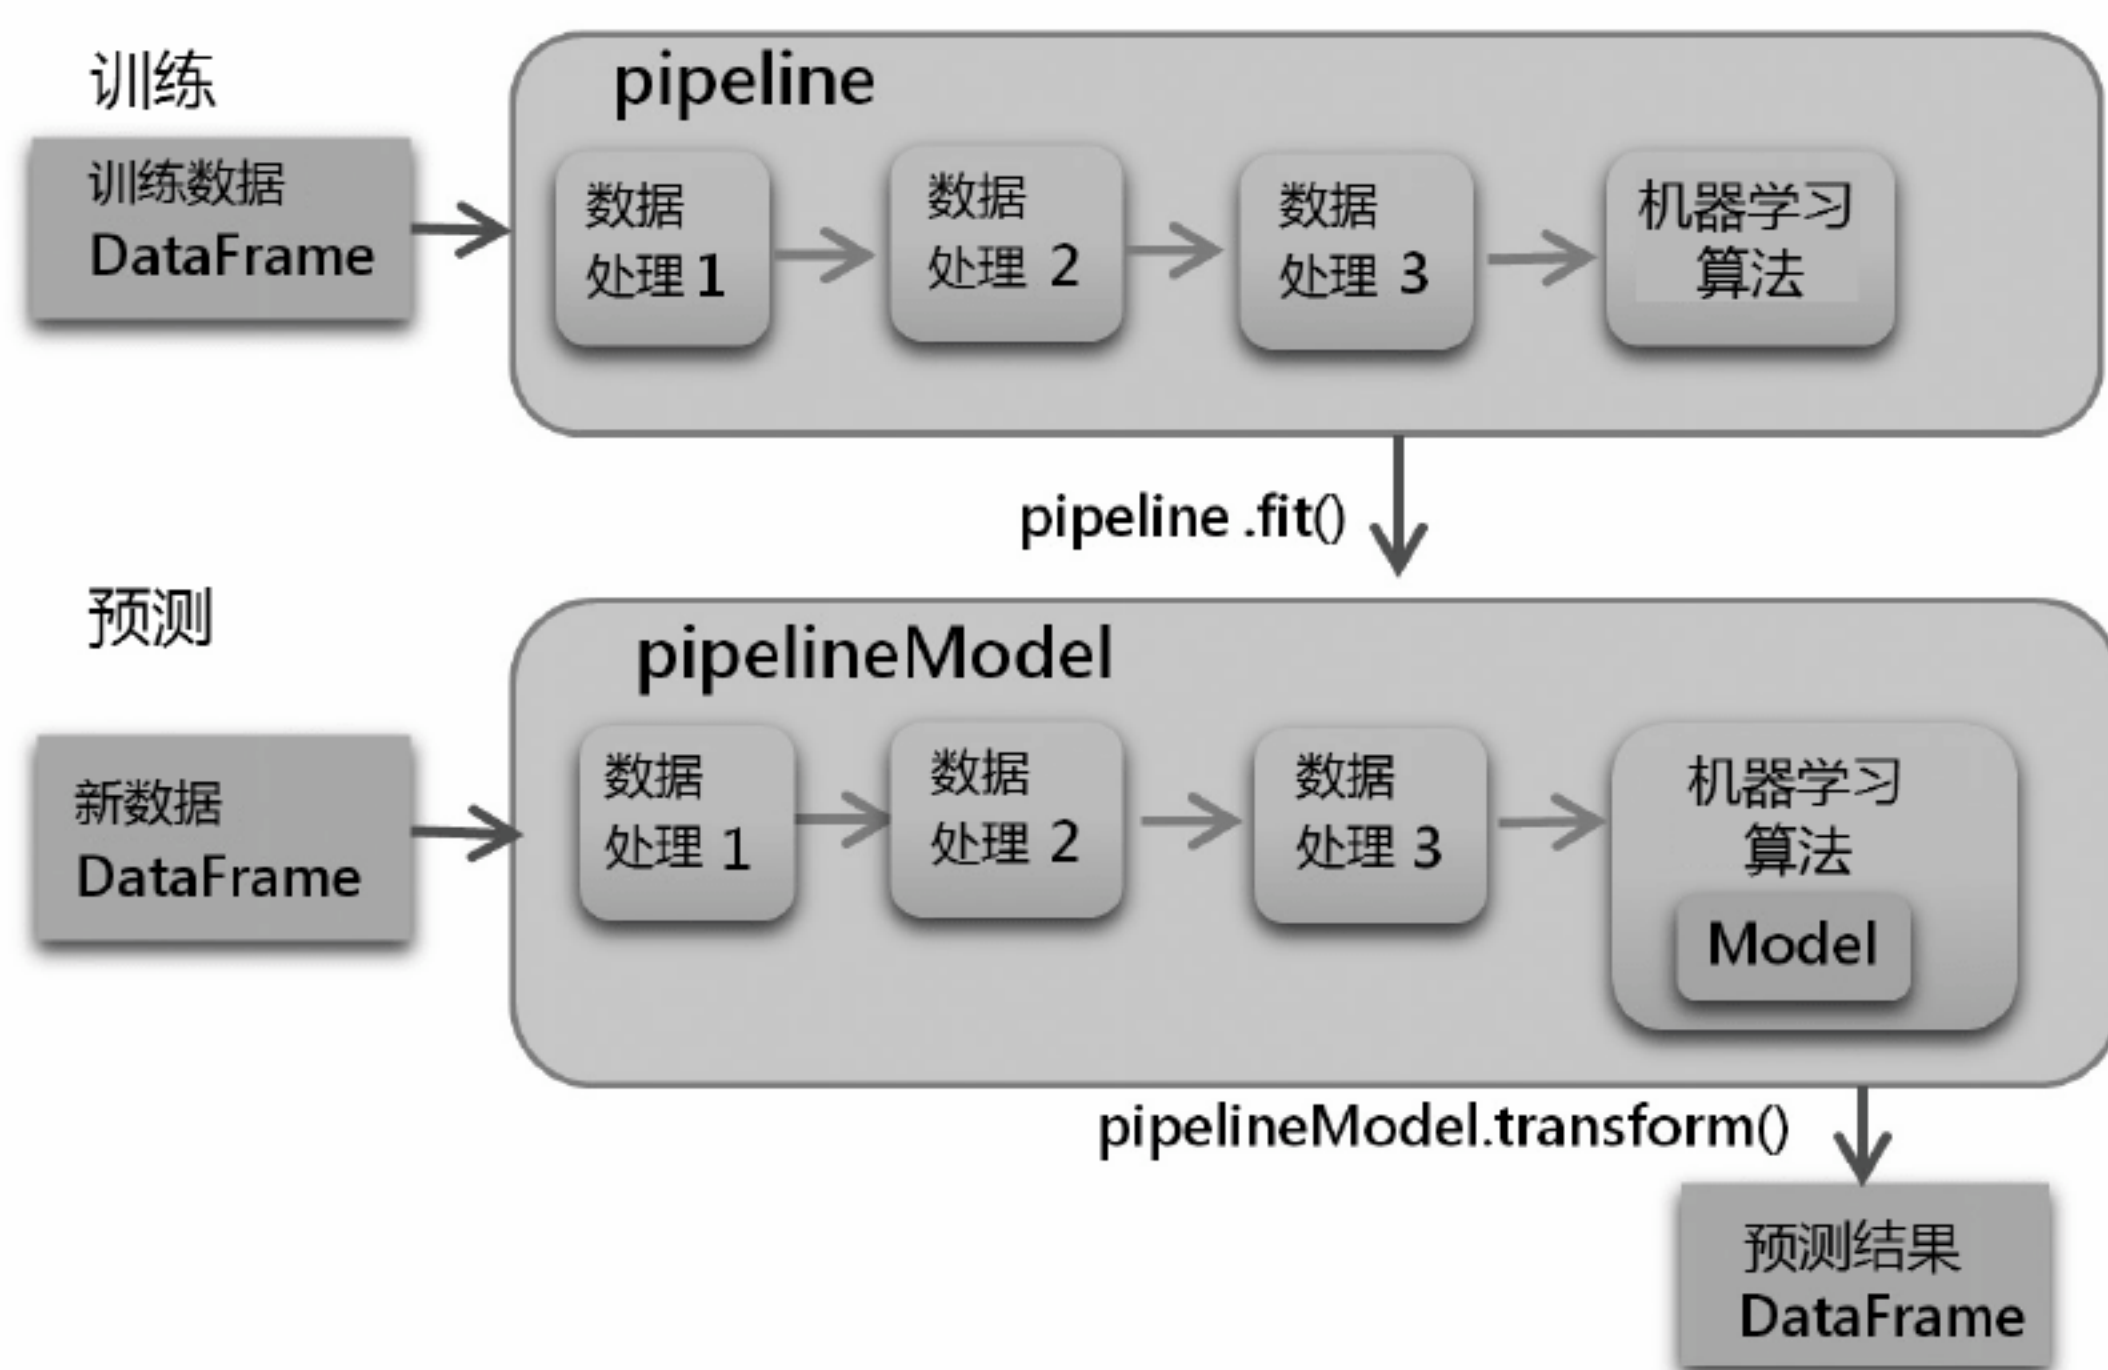 训练
pipeline
训练数据
DataFrame
数据
处理 1
数据
处理 2
数据
处理 3
机器学习
算法
pipeline .fit()
预测
pipelineModel
新数据
DataFrame
数据
处理 1
数据
处理 2
数据
处理 3
机器学习
算法
Model
pipelineModel.transform()
预测结果
DataFrame